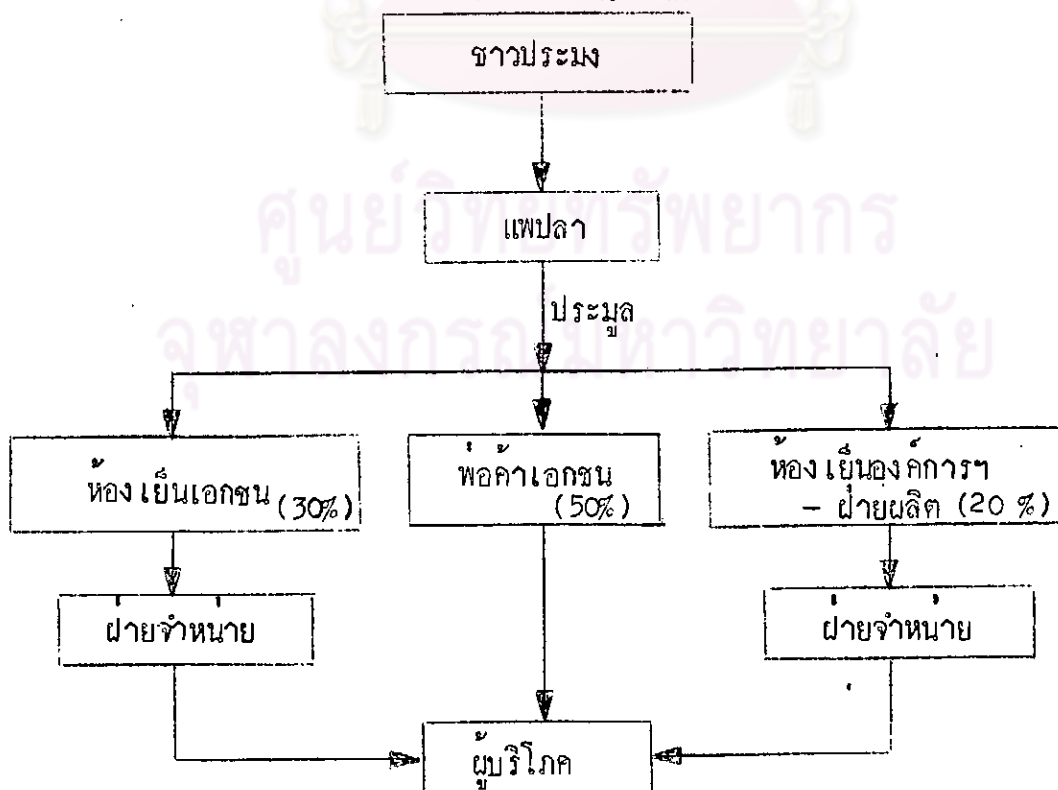 ชาวประมง
แพปลา
ศูนย์วิทยทรัพยากร
ประมูล
จุฬาลงกรณ์มหาวิทยาลัย
ห้องเย็นเอกชน (30%)
พ่อค้าเอกชน
(50%)
ห้องเย็นองค์การฯ
- ฝ่ายผลิต (20 %)
ฝ่ายจำหน่าย
ฝ่ายจำหน่าย
ผู้บริโภค